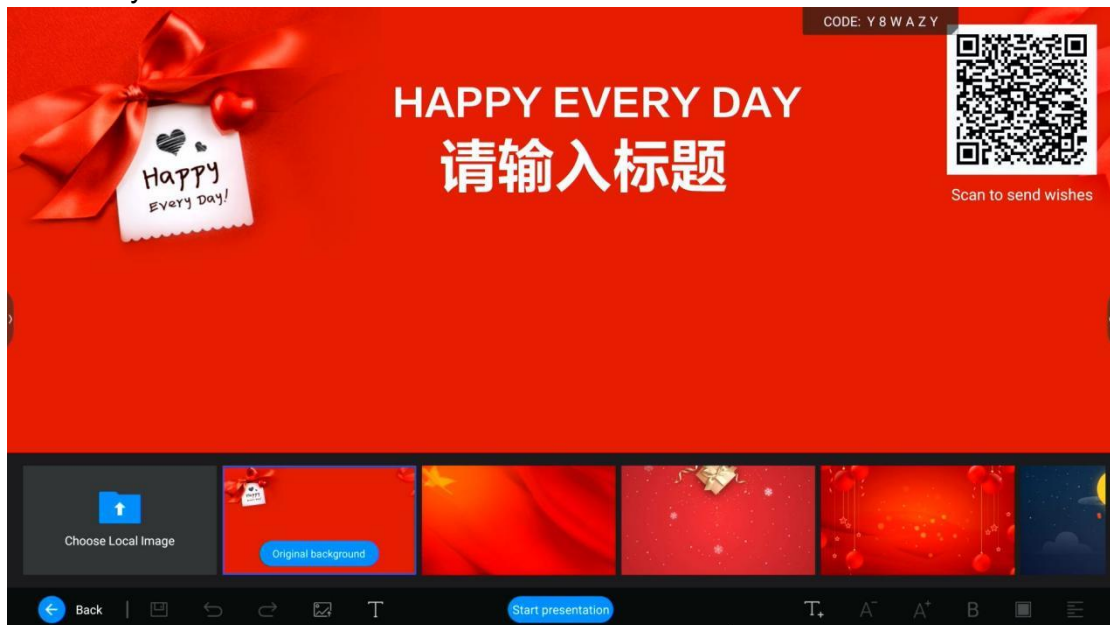 CODE: Y8WAZY
HAPPY EVERY DAY
请输入标题
Happy
Every Day!
Scan to send wishes
Choose Local Image
Original background
Back
Start presentation